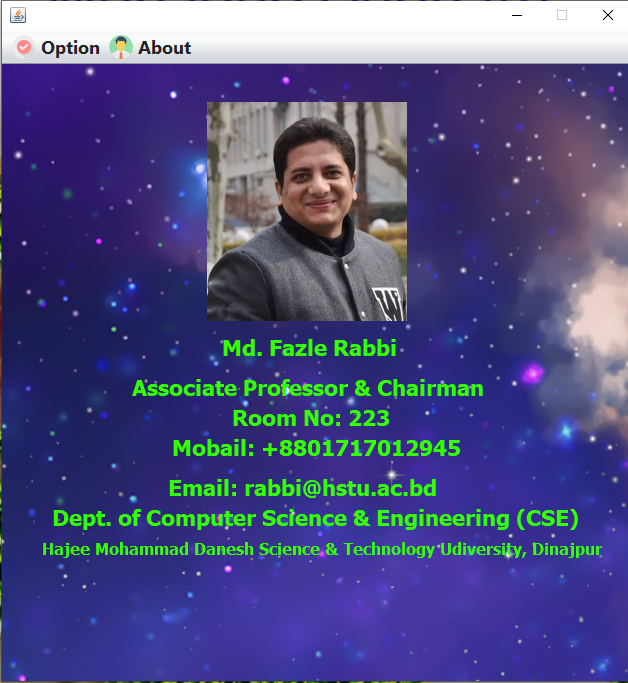 Option About
Md. Fazle Rabbi
Associate Professor & Chairman
Room No: 223
Mobail: +8801717012945
Email: rabbi@hstu.ac.bd
Dept. of Computer Science & Engineering (CSE)
Hajee Mohammad Danesh Science & Technology Udiversity, Dinajpur